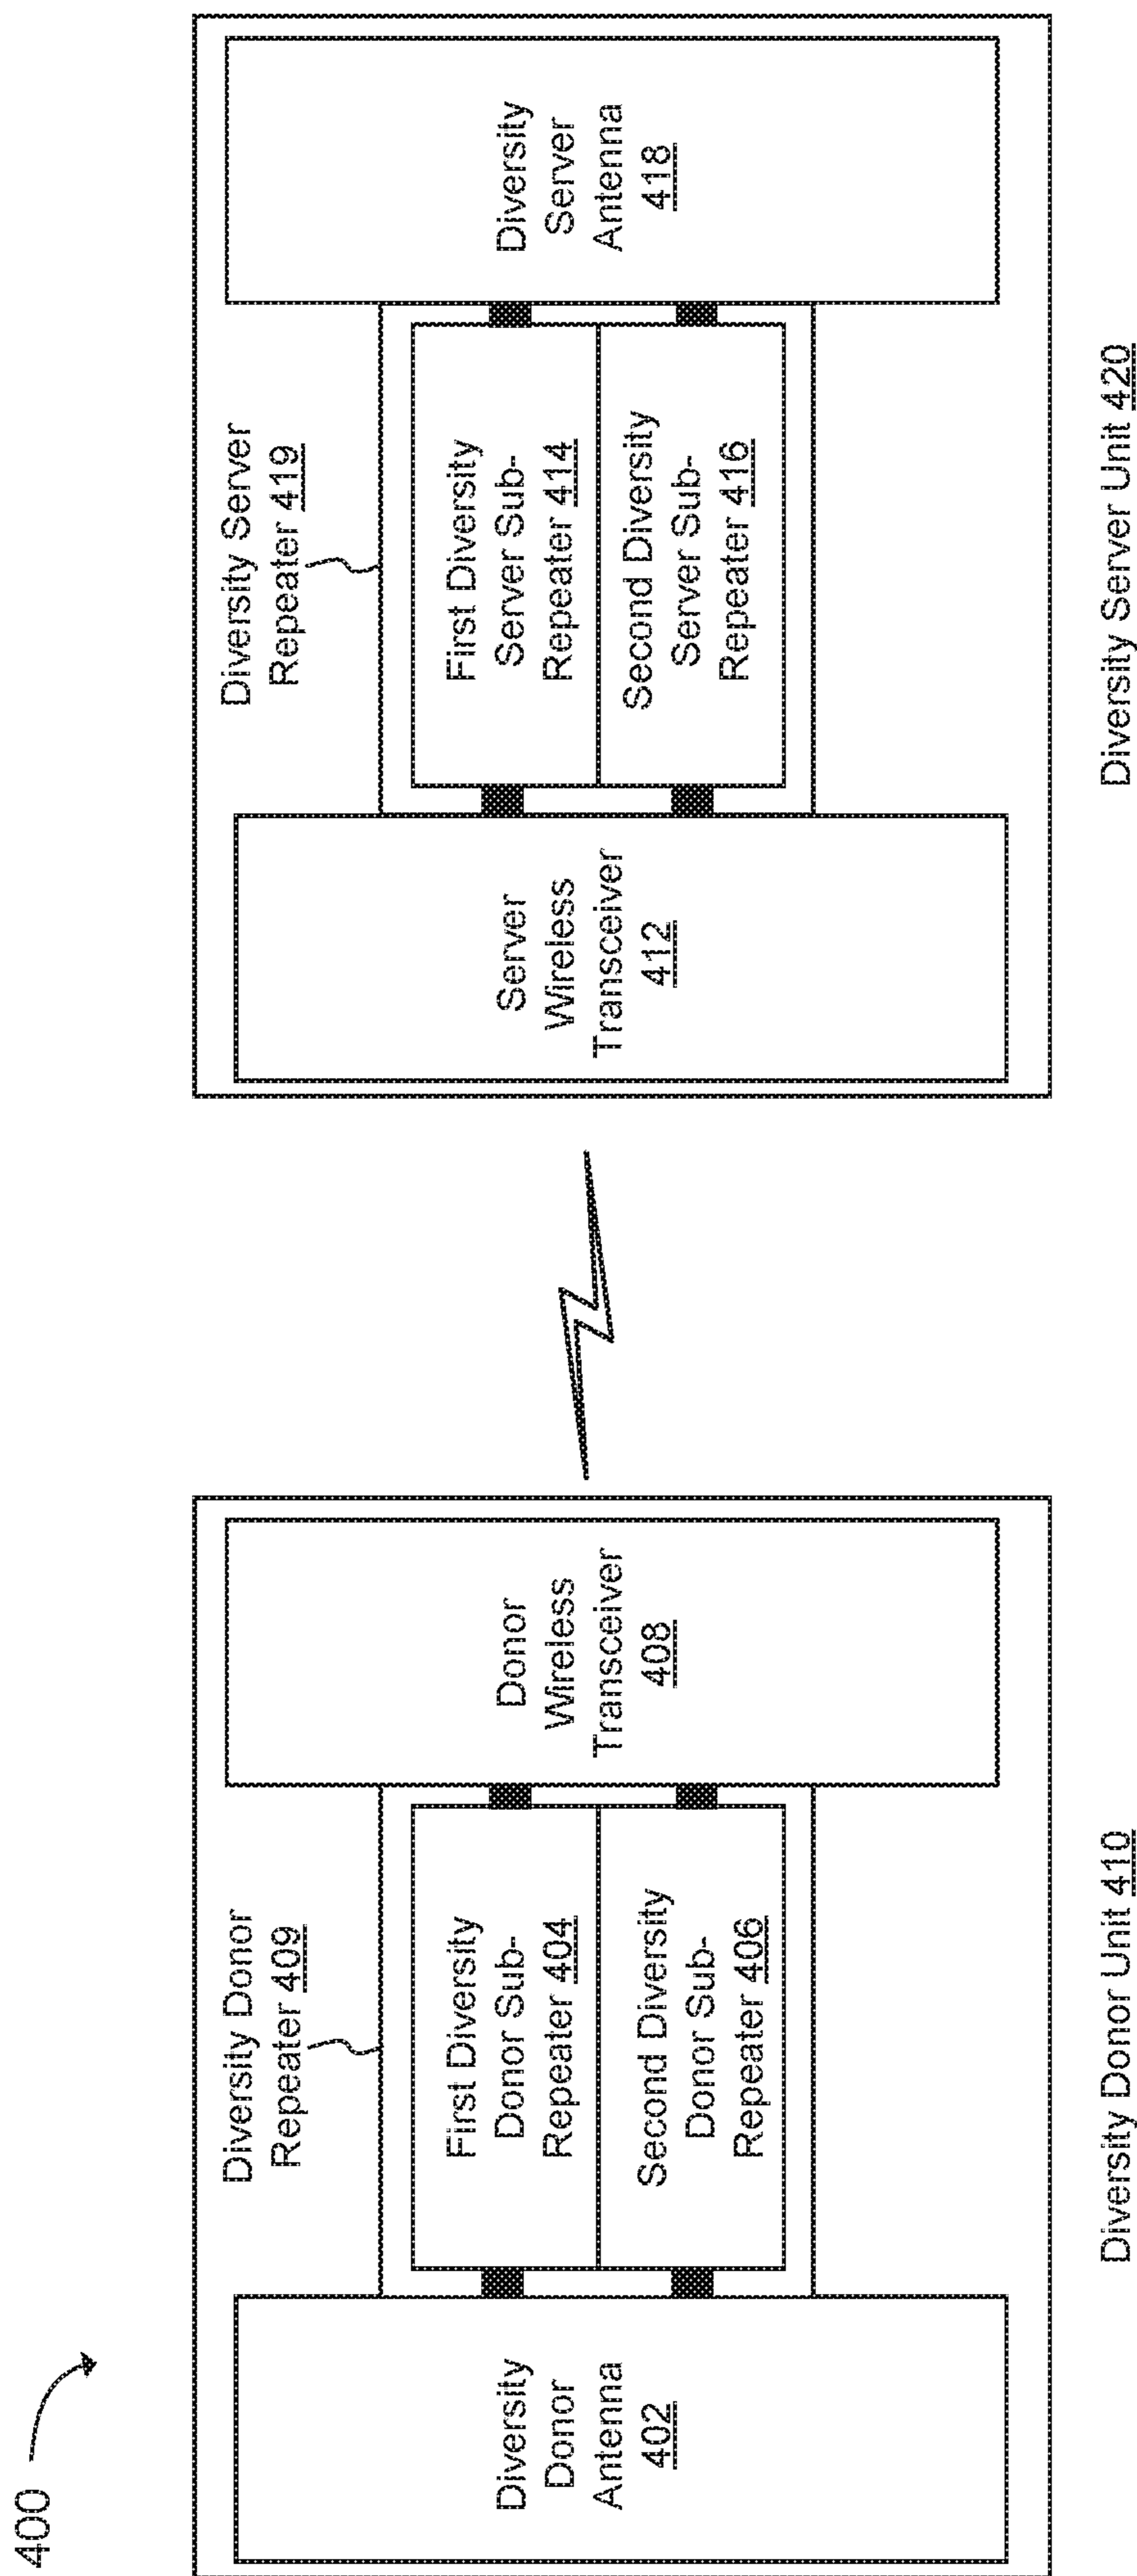 400
Diversity Donor
Repeater 409
Diversity
Donor
Antenna
402
First Diversity
Donor Sub-
Repeater 404
Second Diversity
Donor Sub-
Repeater 406
Donor
Wireless
Transceiver
408
Diversity Donor Unit 410
Diversity Server
Repeater 419
Server
Wireless
Transceiver
412
First Diversity
Server Sub-
Repeater 414
Second Diversity
Server Sub-
Repeater 416
Diversity
Server
Antenna
418
Diversity Server Unit 420